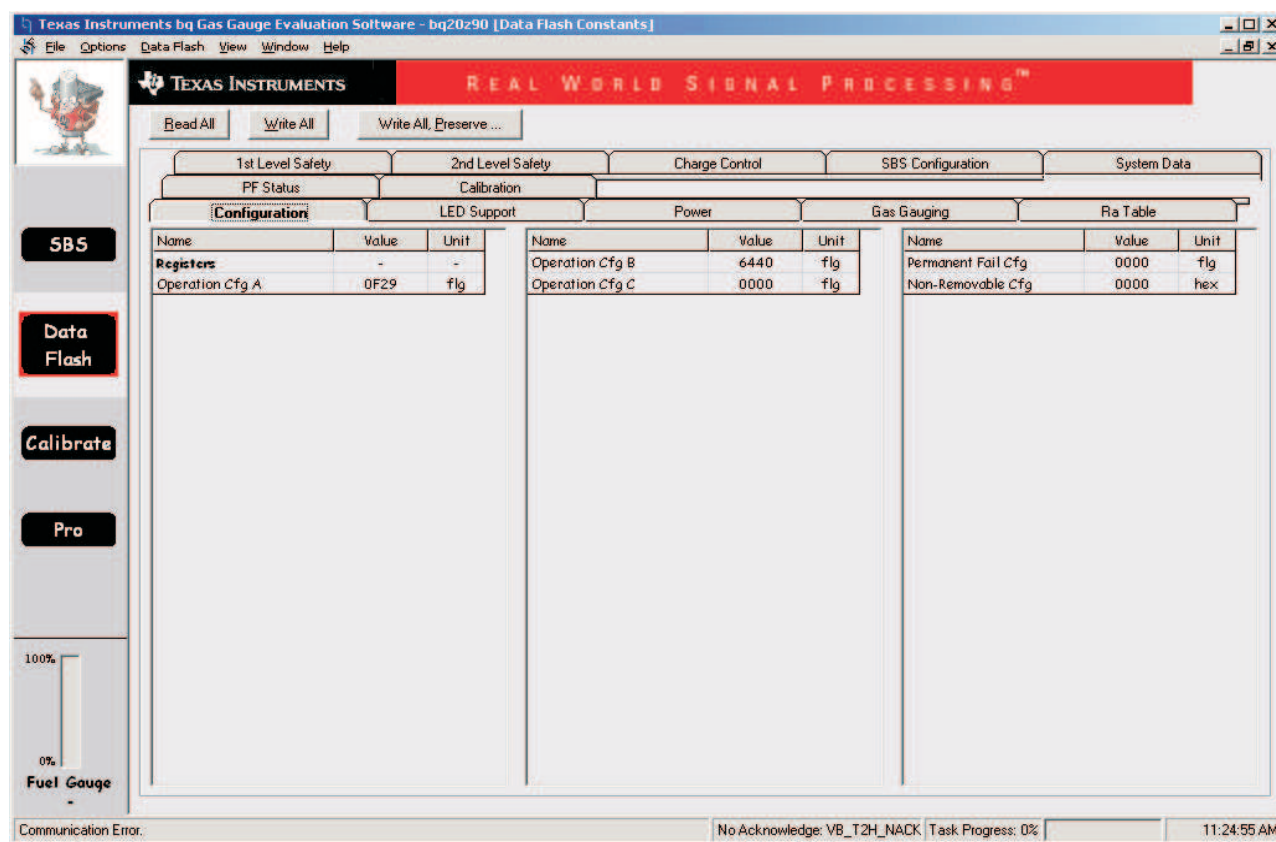 Texas Instruments bq Gas Gauge Evaluation Software - bq20z90 [Data Flash Constants]
File Options Data Flash View Window Help
TEXAS INSTRUMENTS REAL WORLD SIGNAL PROCESSING™
Read All Write All Write All, Preserve ...
1st Level Safety 2nd Level Safety Charge Control SBS Configuration System Data
PF Status Calibration
Configuration LED Support Power Gas Gauging Ra Table
SBS
Data
Flash
Calibrate
Pro
Name Value Unit Name Value Unit Name Value Unit
Registers - - Operation Cfg B 6440 flg Permanent Fail Cfg 0000 flg
Operation Cfg A 0F29 flg Operation Cfg C 0000 flg Non-Removable Cfg 0000 hex
100%
0%
Fuel Gauge
-
Communication Error. No Acknowledge: VB_T2H_NACK Task Progress: 0% 11:24:55 AM